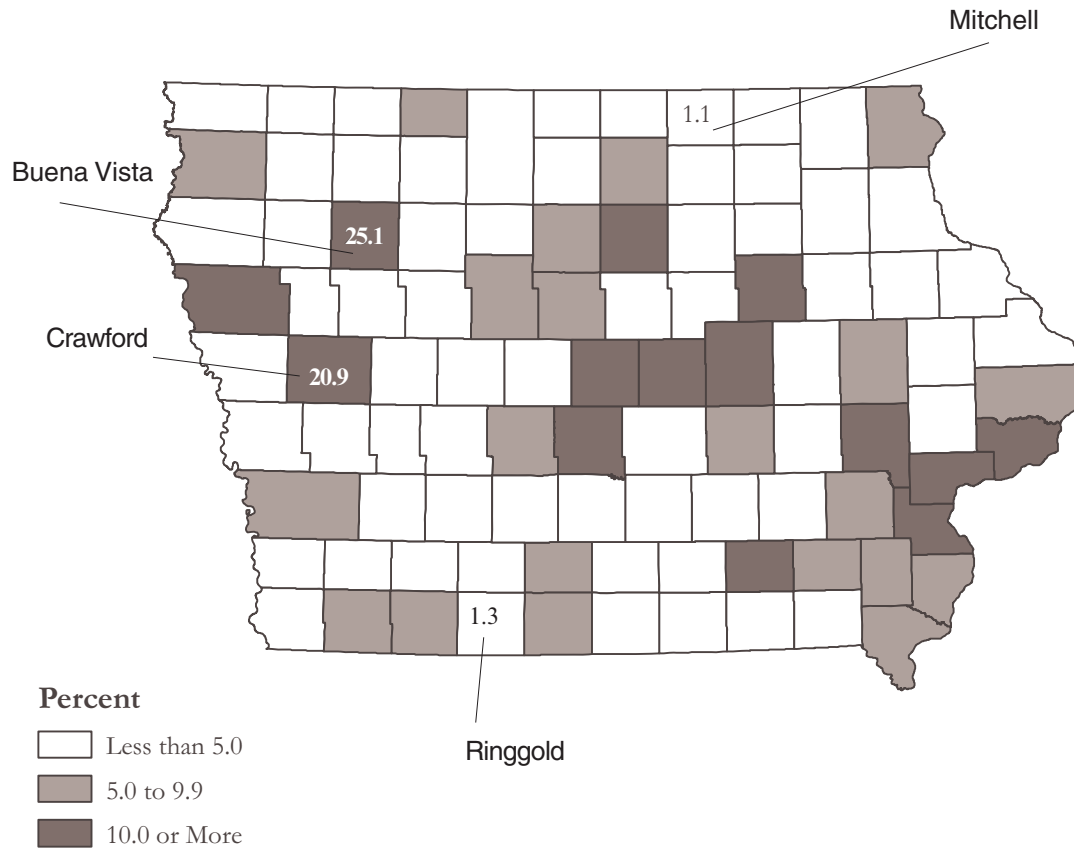 Mitchell
1.1
Buena Vista
25.1
Crawford
20.9
1.3
Ringgold
Percent
Less than 5.0
5.0 to 9.9
10.0 or More